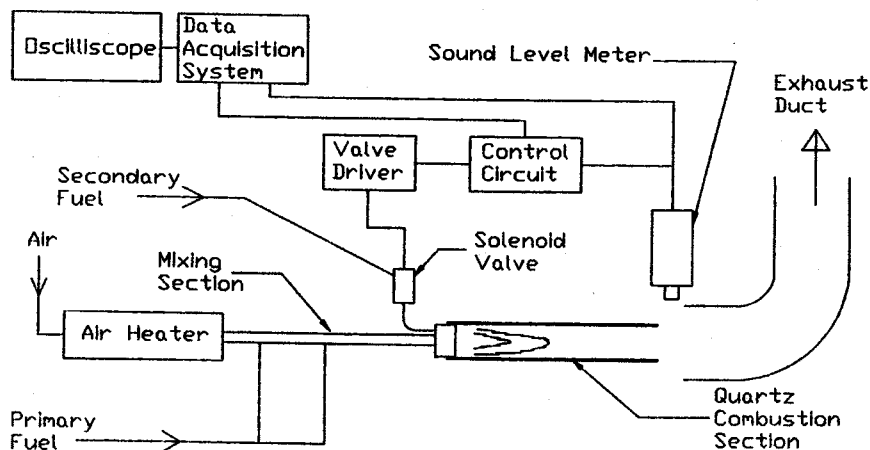 Oscilliscope
Data
Acquisition
System
Sound Level Meter
Exhaust
Duct
Valve
Driver
Control
Circuit
Secondary
Fuel
Solenoid
Valve
Air
Mixing
Section
Air Heater
Primary
Fuel
Quartz
Combustion
Section